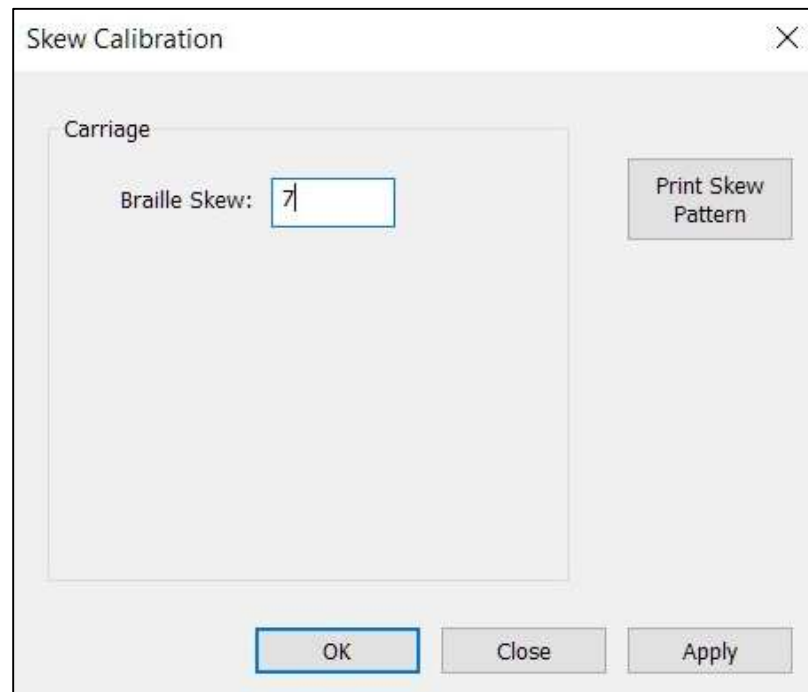 Skew Calibration
Carriage
Braille Skew: 7
Print Skew
Pattern
OK Close Apply